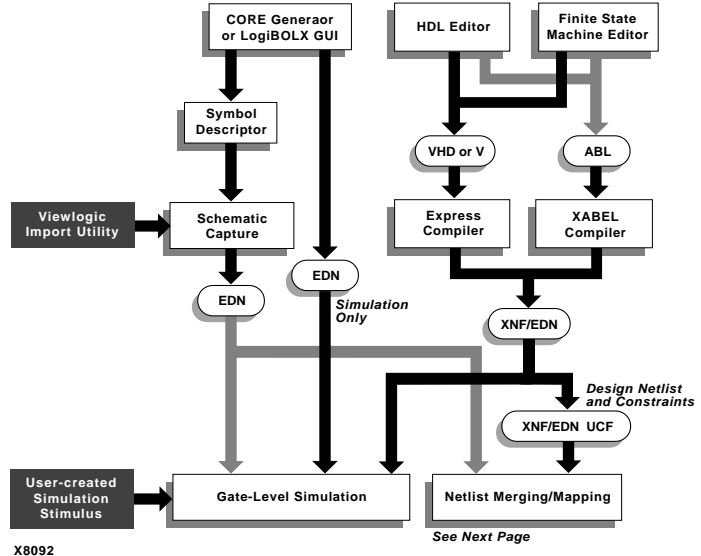 CORE Generaor
or LogiBOLX GUI
HDL Editor
Finite State
Machine Editor
Symbol
Descriptor
VHD or V
ABL
Viewlogic
Import Utility
Schematic
Capture
Express
Compiler
XABEL
Compiler
EDN
EDN
Simulation
Only
XNF/EDN
Design Netlist
and Constraints
XNF/EDN UCF
User-created
Simulation
Stimulus
Gate-Level Simulation
Netlist Merging/Mapping
See Next Page
X8092